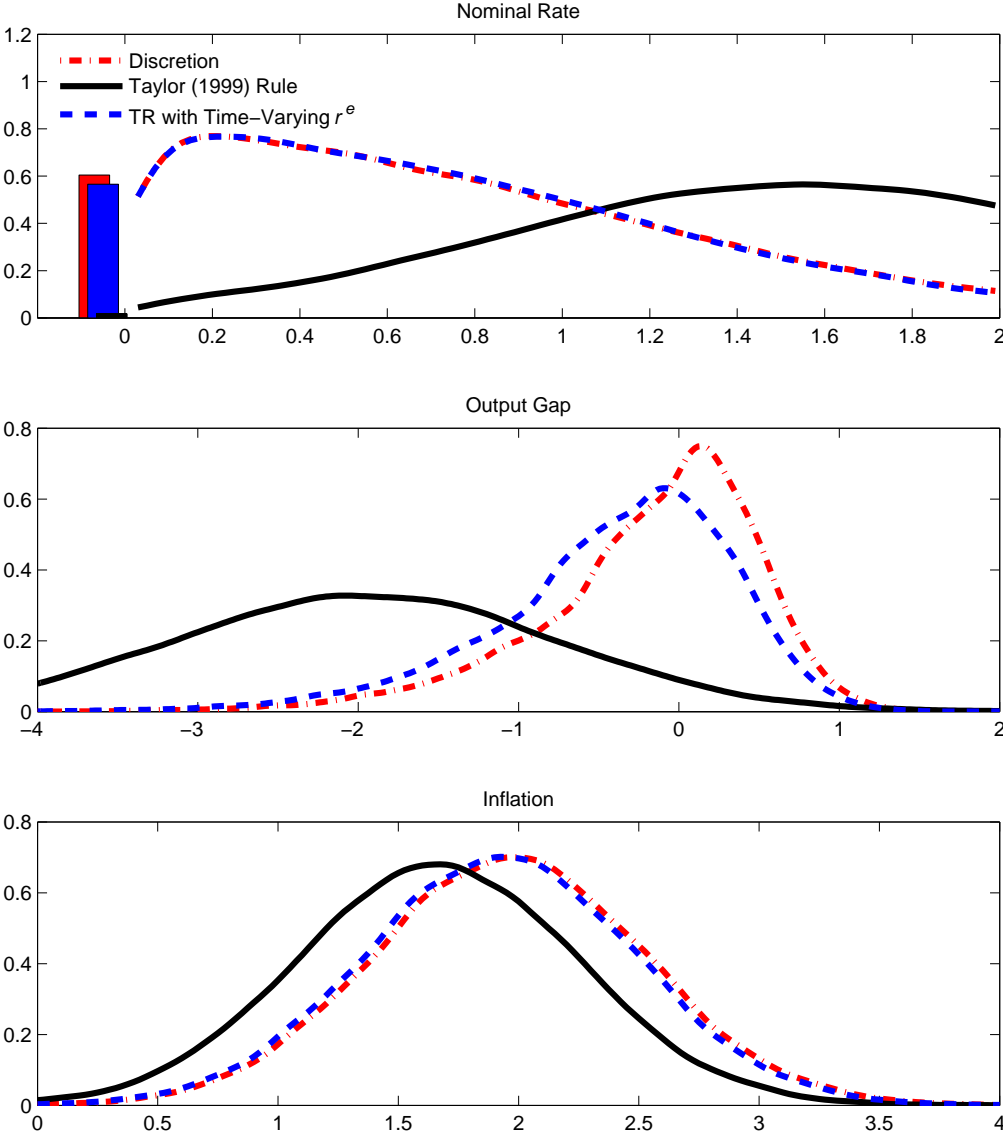 Nominal Rate
1.2
1
0.8
0.6
0.4
0.2
0
Discretion
Taylor (1999) Rule
TR with Time−Varying r e
0 0.2 0.4 0.6 0.8 1 1.2 1.4 1.6 1.8 2
Output Gap
0.8
0.6
0.4
0.2
0
−4 −3 −2 −1 0 1 2
Inflation
0.8
0.6
0.4
0.2
0
0 0.5 1 1.5 2 2.5 3 3.5 4